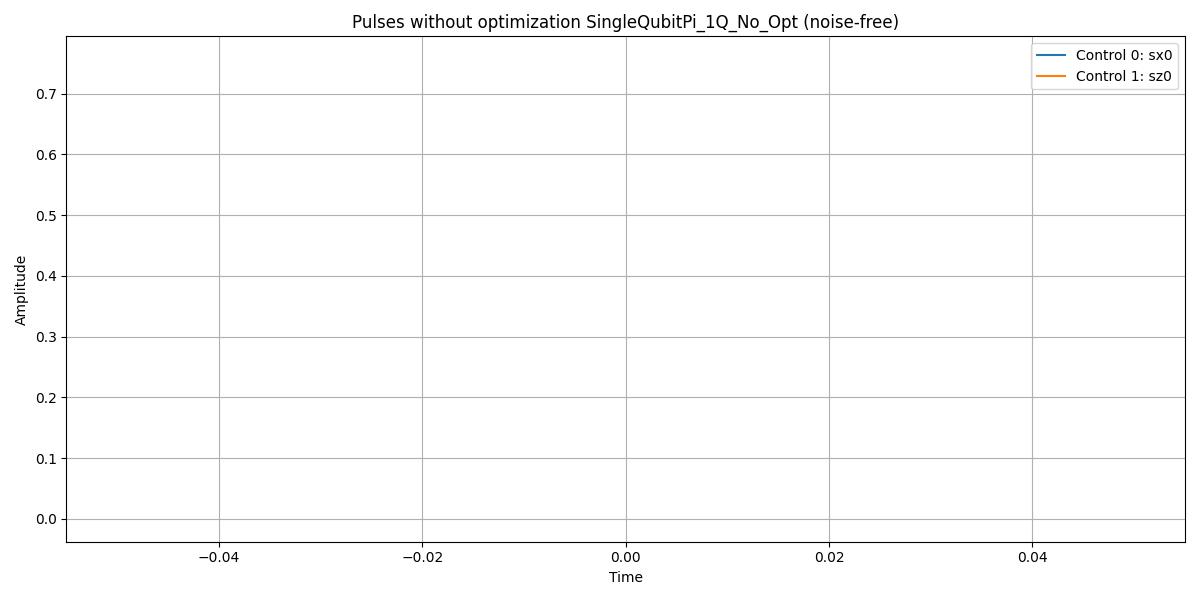 Pulses without optimization SingleQubitPi_1Q_No_Opt (noise-free)
Control 0: sx0
Control 1: sz0
Amplitude
0.7
0.6
0.5
0.4
0.3
0.2
0.1
0.0
−0.04
−0.02
0.00
0.02
0.04
Time